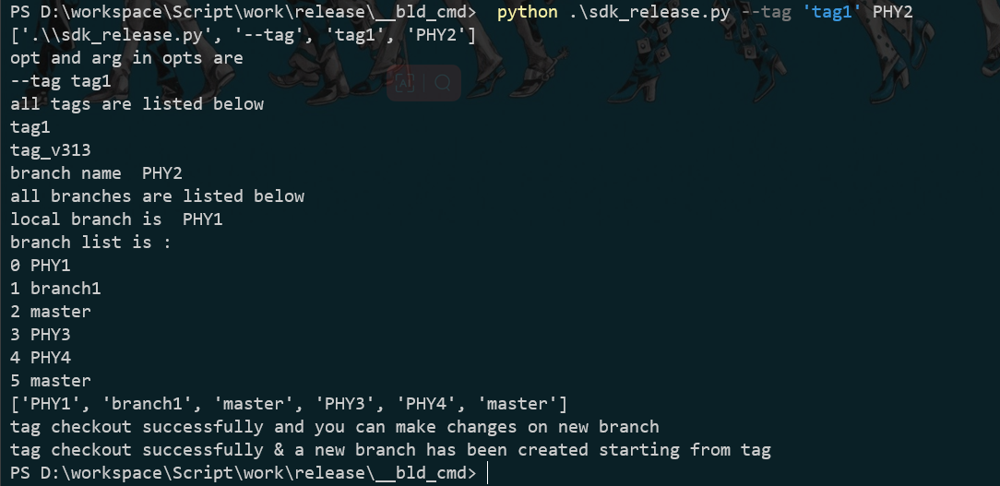 PS D:\workspace\Script\work\release\__bld_cmd>  python .\sdk_release.py --tag 'tag1' PHY2
['.\\sdk_release.py', '--tag', 'tag1', 'PHY2']
opt and arg in opts are
--tag tag1
all tags are listed below
tag1
tag_v313
branch name  PHY2
all branches are listed below
local branch is  PHY1
branch list is :
0 PHY1
1 branch1
2 master
3 PHY3
4 PHY4
5 master
['PHY1', 'branch1', 'master', 'PHY3', 'PHY4', 'master']
tag checkout successfully and you can make changes on new branch
tag checkout successfully & a new branch has been created starting from tag
PS D:\workspace\Script\work\release\__bld_cmd>